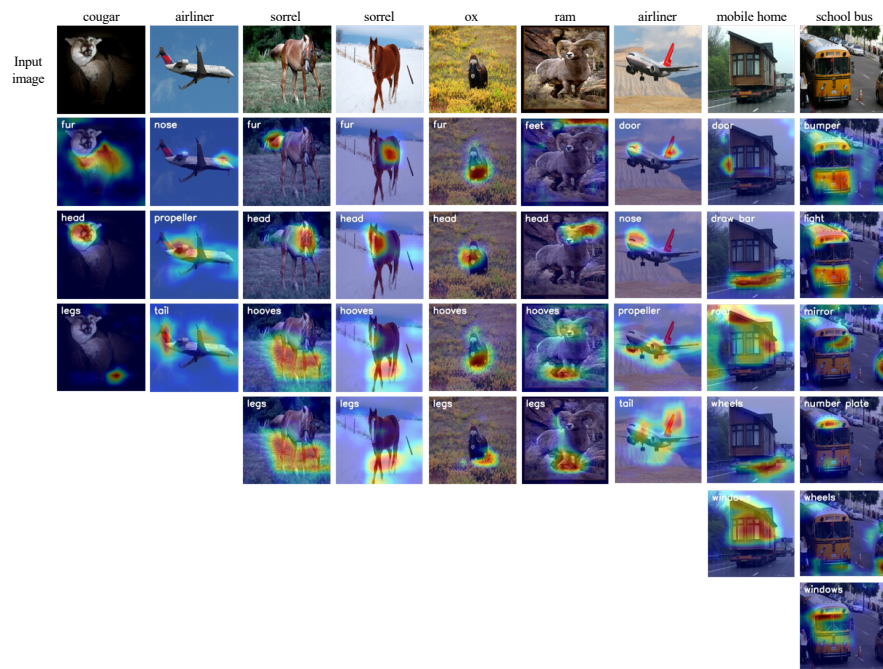 cougar airliner sorrel sorrel ox ram airliner mobile home school bus
Input
image
fur nose fur fur fur feet door door bumper
head propeller head head head head nose draw bar light
legs tail hooves hooves hooves hooves propeller roof mirror
legs legs legs legs tail wheels number plate
windows wheels
windows